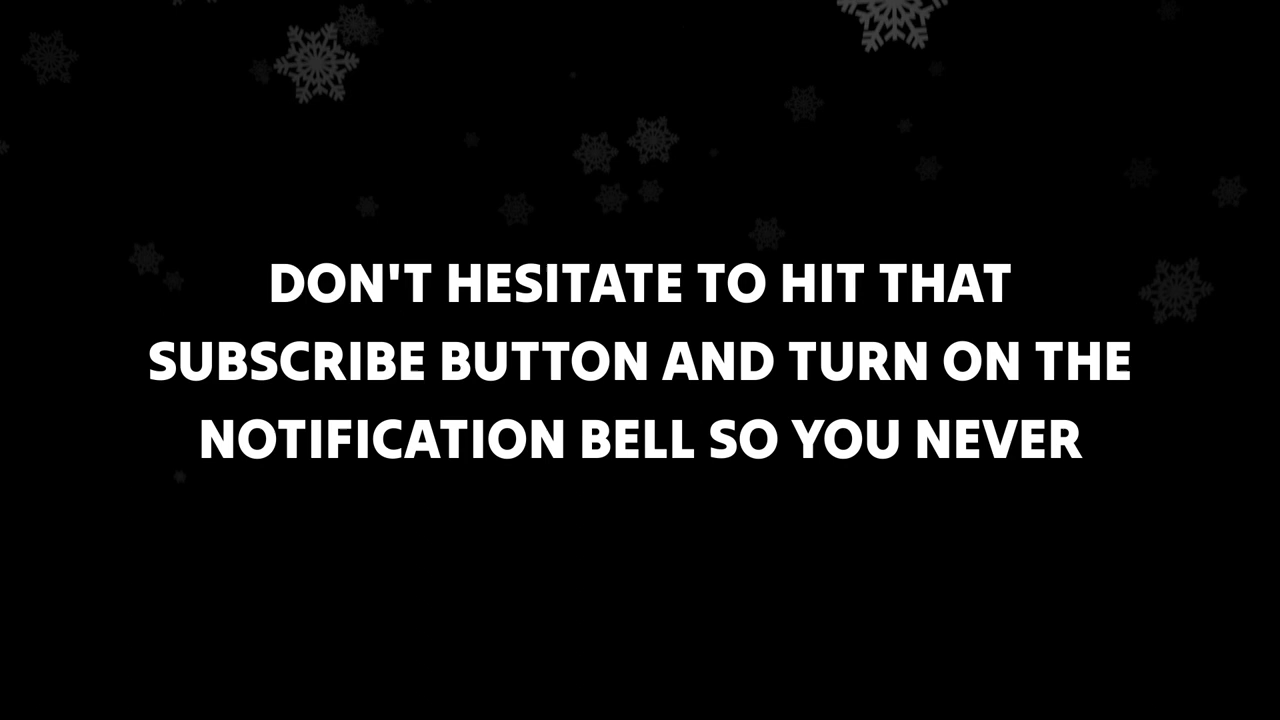 DON'T HESITATE TO HIT THAT
SUBSCRIBE BUTTON AND TURN ON THE
NOTIFICATION BELL SO YOU NEVER